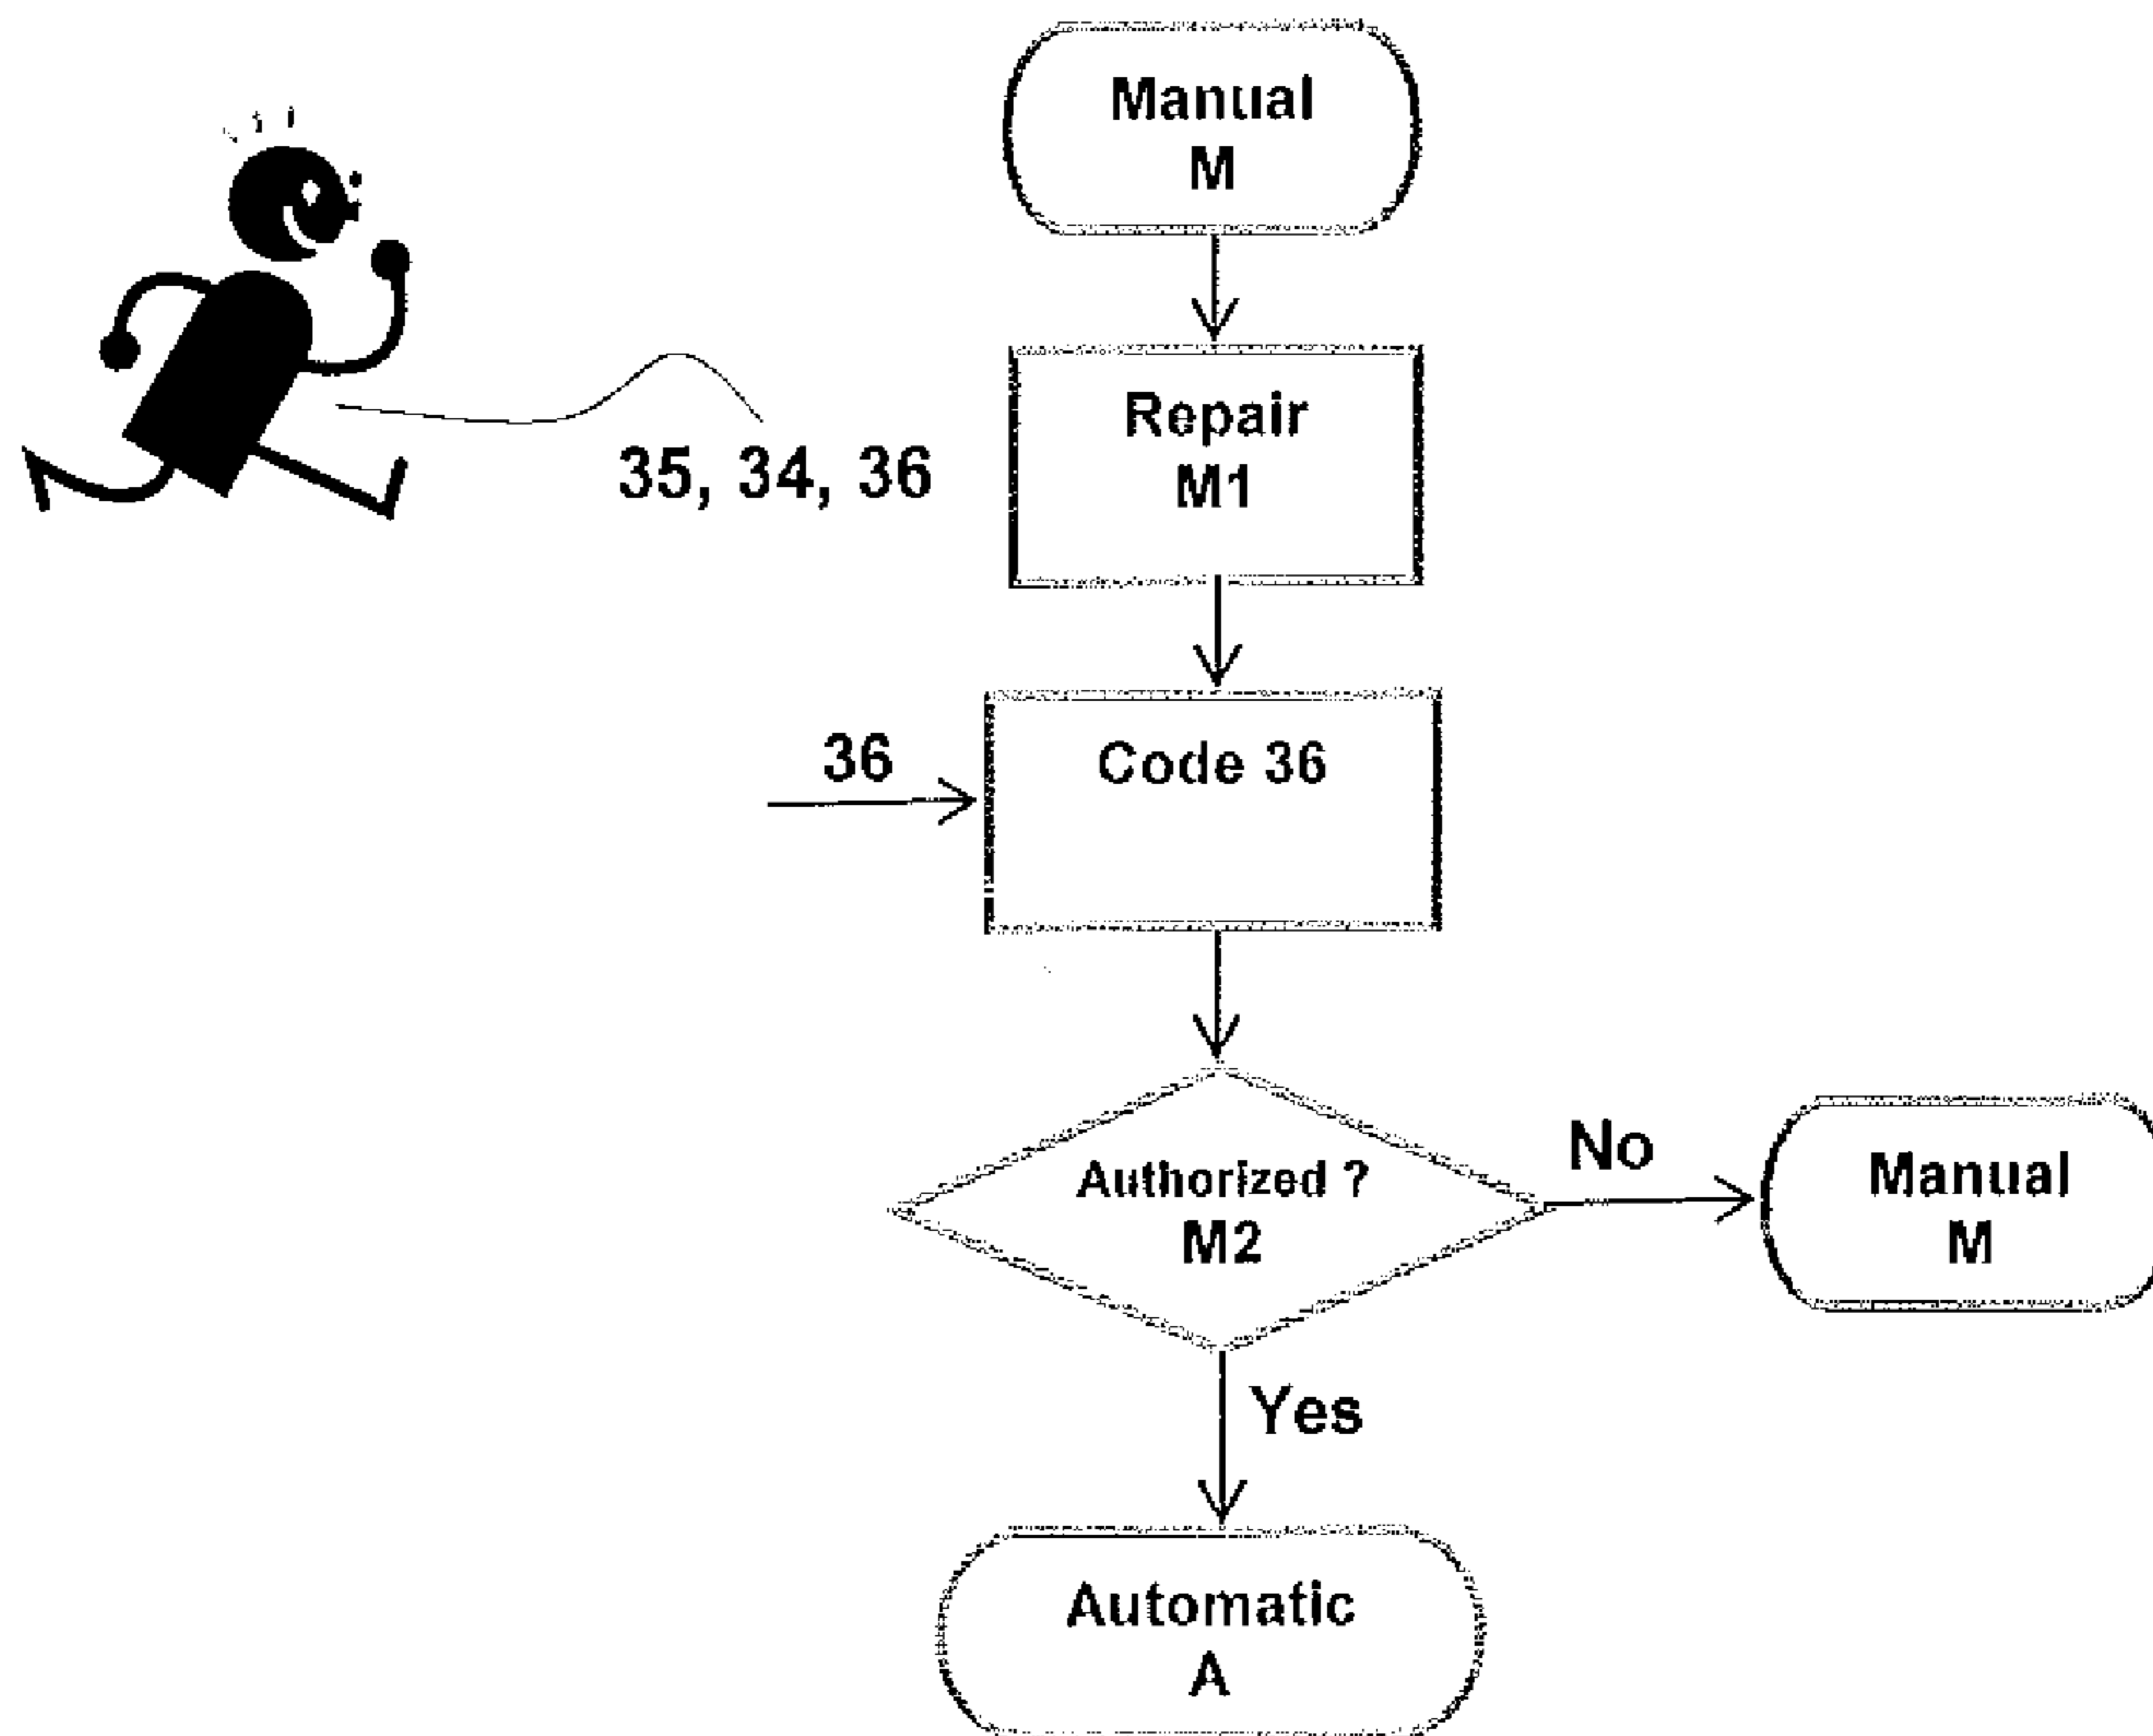 Manual
M
Repair
M1
35, 34, 36
36
Code 36
Authorized ?
M2
No
Manual
M
Yes
Automatic
A